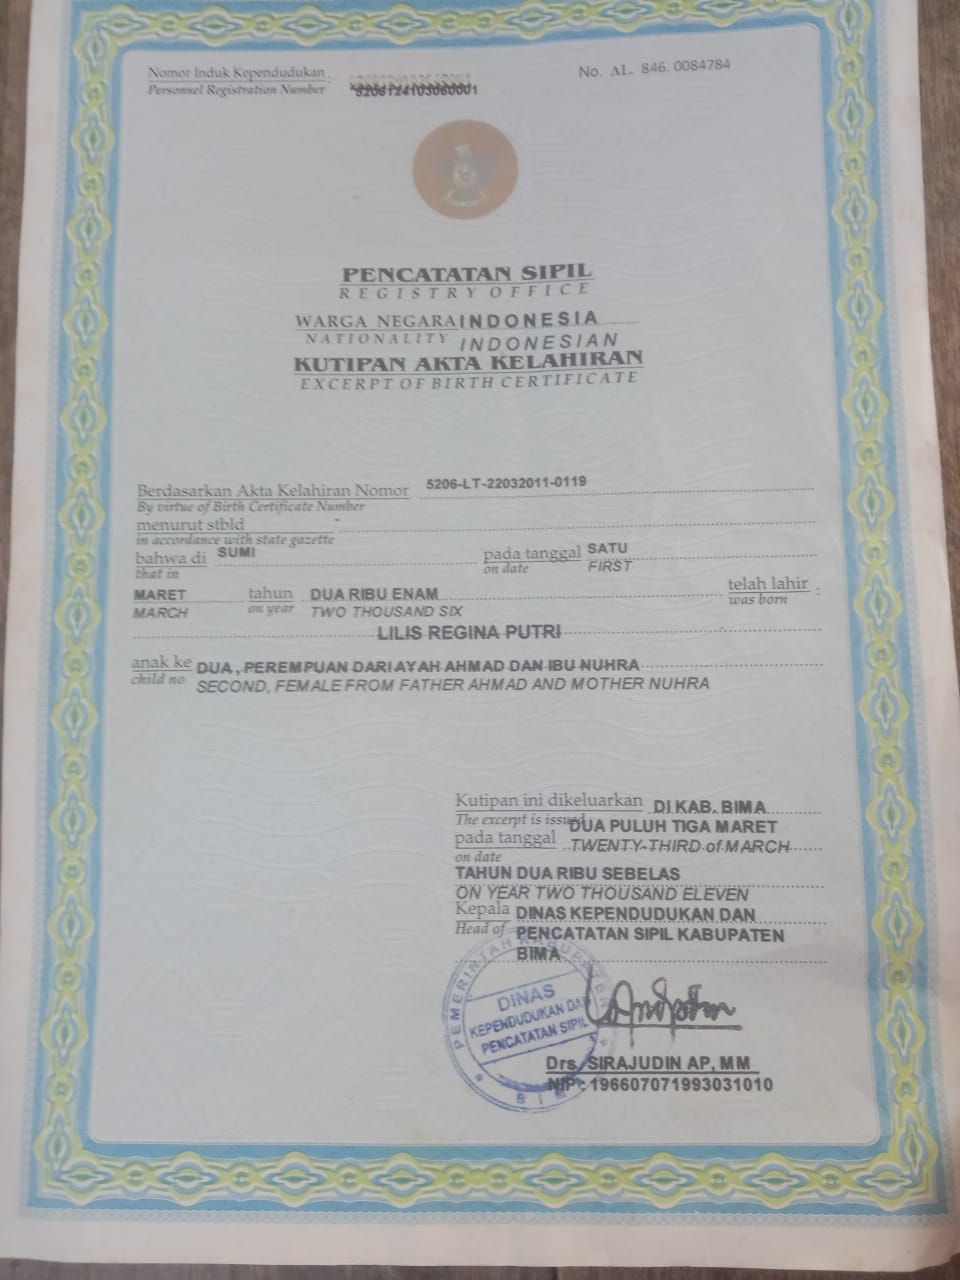 Nomor Induk Kependudukan :
Personnel Registration Number
No. AL. 846.0084784
PENCATATAN SIPIL
REGISTRY OFFICE
WARGA NEGARA INDONESIA
NATIONALITY INDONESIAN
KUTIPAN AKTA KELAHIRAN
EXCERPT OF BIRTH CERTIFICATE
Berdasarkan Akta Kelahiran Nomor 5206-LT-22032011-0119
By virtue of Birth Certificate Number
menurut stbld -
in accordance with state gazette
bahwa di SUMI pada tanggal SATU
that in on date FIRST
MARET tahun DUA RIBU ENAM telah lahir :
MARCH on year TWO THOUSAND SIX was born
LILIS REGINA PUTRI
anak ke DUA, PEREMPUAN DARI AYAH AHMAD DAN IBU NUHRA
child no SECOND, FEMALE FROM FATHER AHMAD AND MOTHER NUHRA
Kutipan ini dikeluarkan DI KAB. BIMA
The excerpt is issued
pada tanggal DUA PULUH TIGA MARET
on date TWENTY-THIRD of MARCH
TAHUN DUA RIBU SEBELAS
ON YEAR TWO THOUSAND ELEVEN
Kepala DINAS KEPENDUDUKAN DAN
Head of PENCATATAN SIPIL KABUPATEN
BIMA
PEMERINTAH KABUPATEN
DINAS
KEPENDUDUKAN DAN
PENCATATAN SIPIL
BIMA
Drs. SIRAJUDIN AP, MM
NIP : 196607071993031010